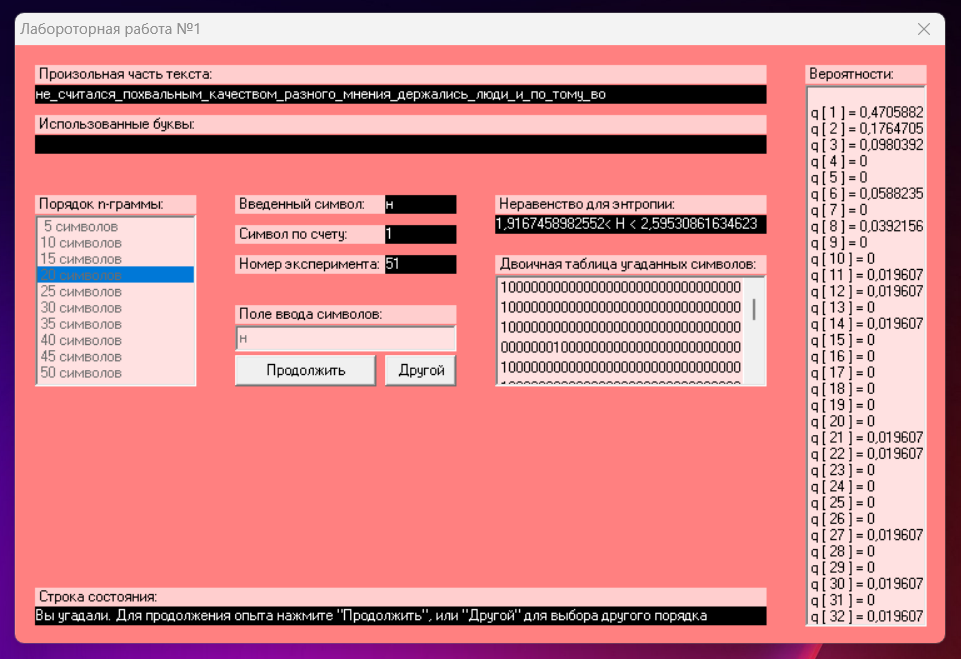 Лабороторная работа №1
Произольная часть текста:
не_считался_похвальным_качеством_разного_мнения_держались_люди_и_по_тому_во
Использованные буквы:
Порядок n-граммы:
5 символов
10 символов
15 символов
20 символов
25 символов
30 символов
35 символов
40 символов
45 символов
50 символов
Введенный символ: н
Символ по счету: 1
Номер эксперимента: 51
Поле ввода символов:
н
Продолжить Другой
Неравенство для энтропии:
1,9167458982552< H < 2,59530861634623
Двоичная таблица угаданных символов:
10000000000000000000000000000000
10000000000000000000000000000000
10000000000000000000000000000000
00000001000000000000000000000000
10000000000000000000000000000000
Вероятности:
q [ 1 ] = 0,4705882
q [ 2 ] = 0,1764705
q [ 3 ] = 0,0980392
q [ 4 ] = 0
q [ 5 ] = 0
q [ 6 ] = 0,0588235
q [ 7 ] = 0
q [ 8 ] = 0,0392156
q [ 9 ] = 0
q [ 10 ] = 0
q [ 11 ] = 0,019607
q [ 12 ] = 0,019607
q [ 13 ] = 0
q [ 14 ] = 0,019607
q [ 15 ] = 0
q [ 16 ] = 0
q [ 17 ] = 0
q [ 18 ] = 0
q [ 19 ] = 0
q [ 20 ] = 0
q [ 21 ] = 0,019607
q [ 22 ] = 0,019607
q [ 23 ] = 0
q [ 24 ] = 0
q [ 25 ] = 0
q [ 26 ] = 0
q [ 27 ] = 0,019607
q [ 28 ] = 0
q [ 29 ] = 0
q [ 30 ] = 0,019607
q [ 31 ] = 0
q [ 32 ] = 0,019607
Строка состояния:
Вы угадали. Для продолжения опыта нажмите "Продолжить", или "Другой" для выбора другого порядка